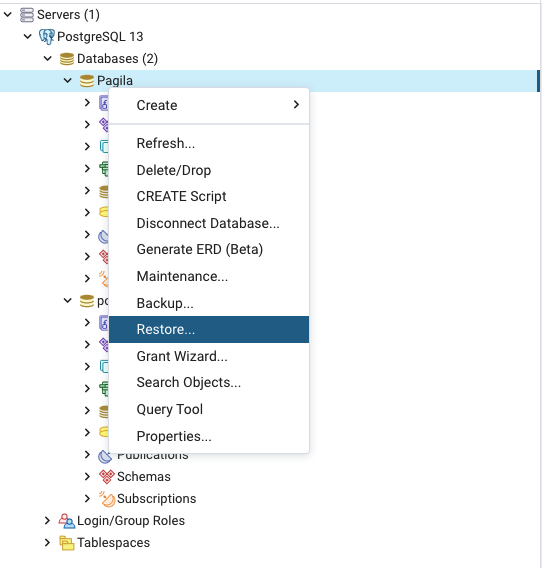 Servers (1)
PostgreSQL 13
Databases (2)
Pagila
Create
Refresh...
Delete/Drop
CREATE Script
Disconnect Database...
Generate ERD (Beta)
Maintenance...
Backup...
Restore...
Grant Wizard...
Search Objects...
Query Tool
Properties...
Publications
Schemas
Subscriptions
Login/Group Roles
Tablespaces